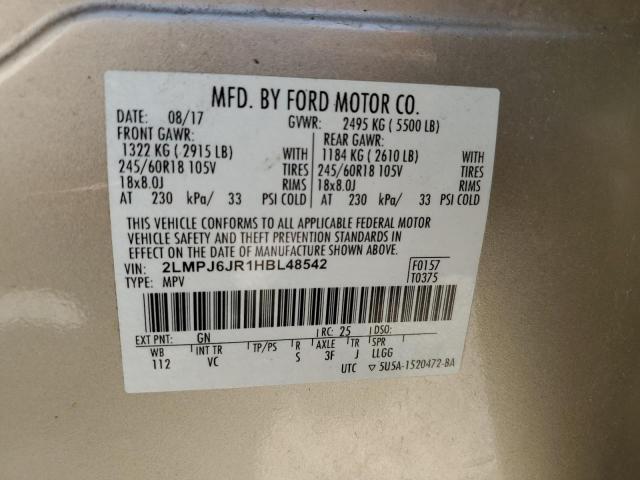 MFD. BY FORD MOTOR CO.
DATE: 08/17 GVWR: 2495 KG ( 5500 LB)
FRONT GAWR: REAR GAWR:
1322 KG ( 2915 LB) WITH 1184 KG ( 2610 LB) WITH
245/60R18 105V TIRES 245/60R18 105V TIRES
18x8.0J RIMS 18x8.0J RIMS
AT 230 kPa/ 33 PSI COLD AT 230 kPa/ 33 PSI COLD
THIS VEHICLE CONFORMS TO ALL APPLICABLE FEDERAL MOTOR
VEHICLE SAFETY AND THEFT PREVENTION STANDARDS IN
EFFECT ON THE DATE OF MANUFACTURE SHOWN ABOVE.
VIN: 2LMPJ6JR1HBL48542 F0157
TYPE: MPV T0375
EXT PNT: GN RC: 25 DSO:
WB INT TR TP/PS R AXLE TR SPR
112 VC S 3F J LLGG
UTC ▽ 5U5A-1520472-BA